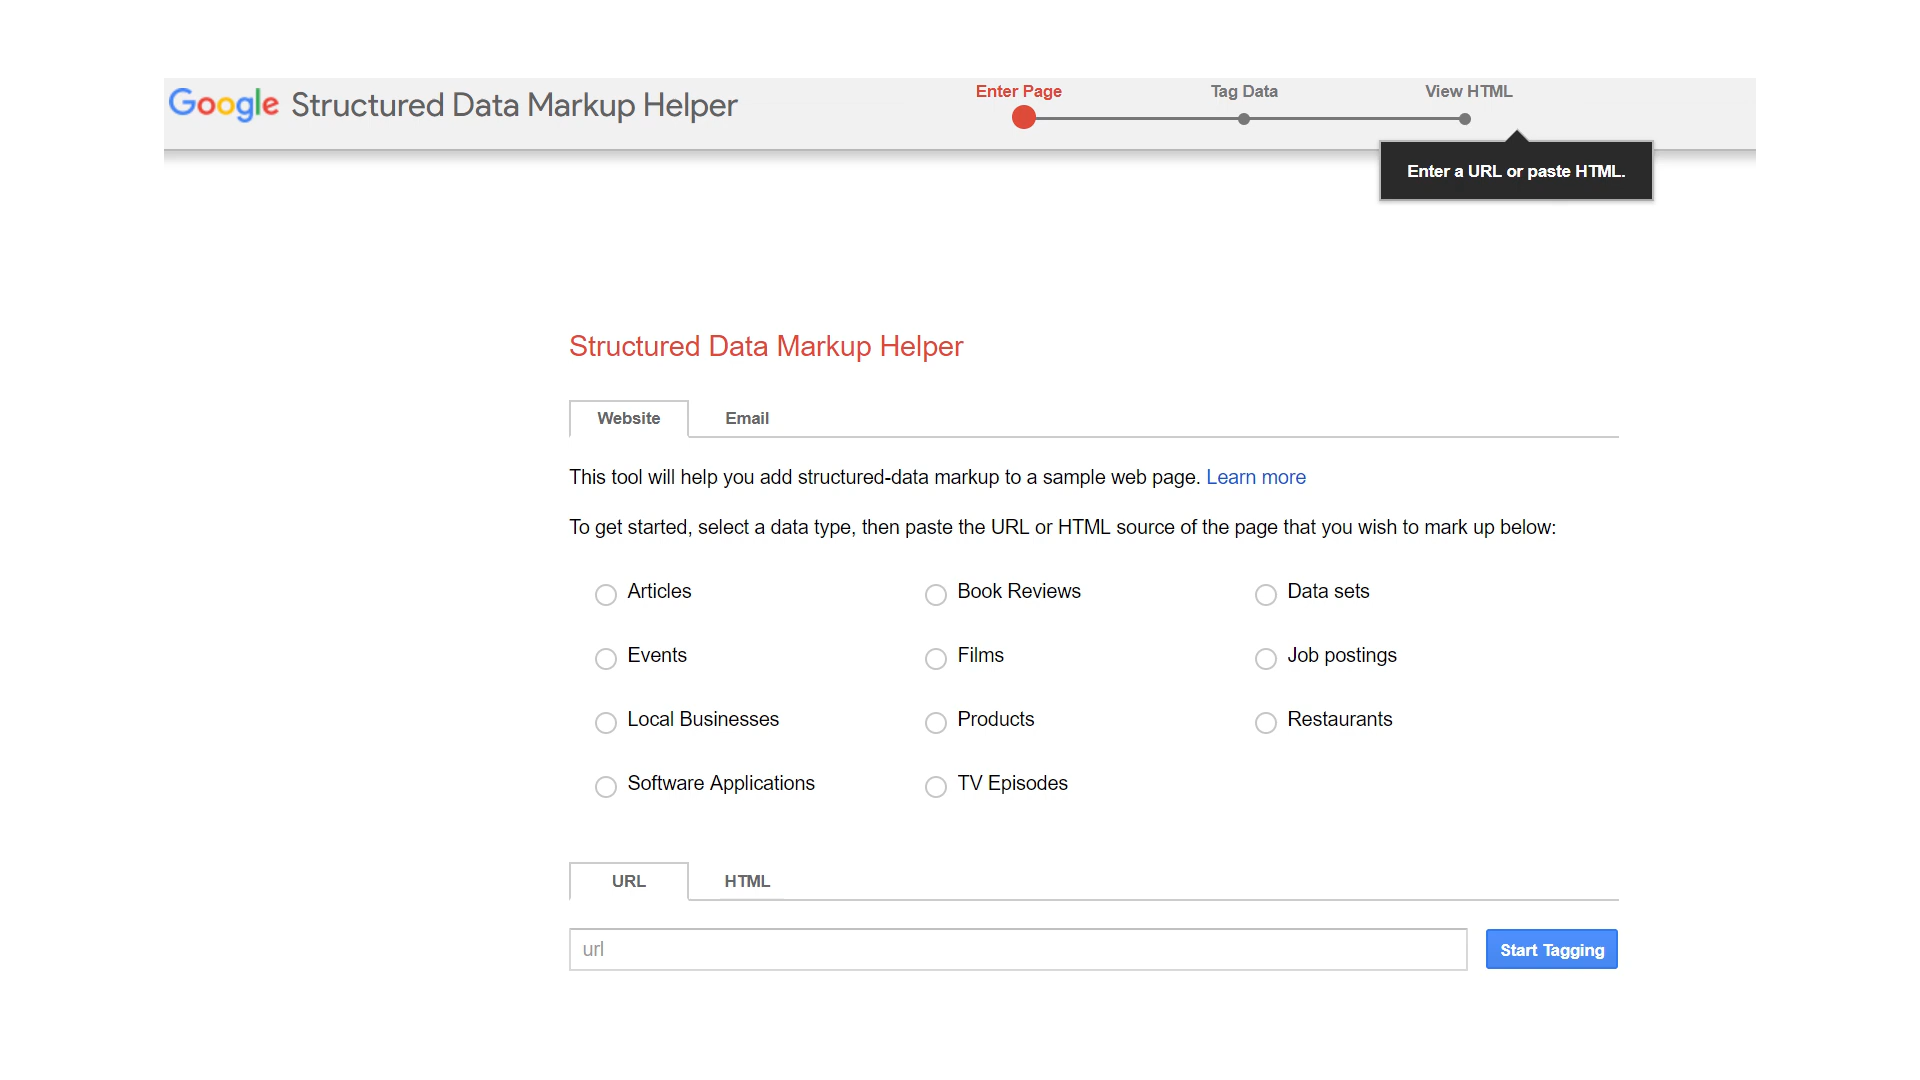 Google Structured Data Markup Helper
Enter Page
Tag Data
View HTML
Enter a URL or paste HTML.
Structured Data Markup Helper
Website
Email
This tool will help you add structured-data markup to a sample web page. Learn more
To get started, select a data type, then paste the URL or HTML source of the page that you wish to mark up below:
Articles
Book Reviews
Data sets
Events
Films
Job postings
Local Businesses
Products
Restaurants
Software Applications
TV Episodes
URL
HTML
url
Start Tagging